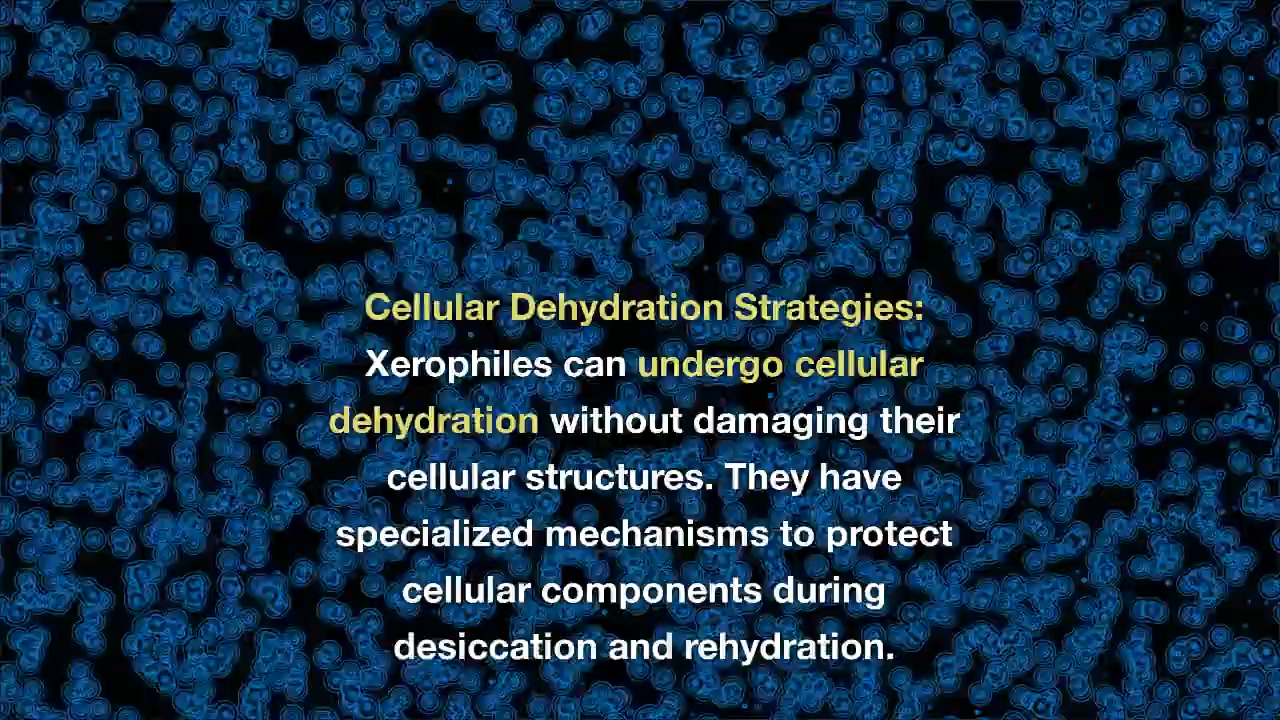 Cellular Dehydration Strategies:
Xerophiles can undergo cellular
dehydration without damaging their
cellular structures. They have
specialized mechanisms to protect
cellular components during
desiccation and rehydration.